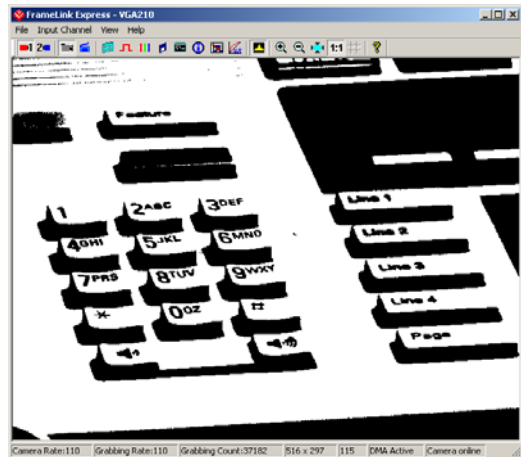 FrameLink Express - VGA210
File Input Channel View Help
1 2 1:1 ?
Feature
1 2ABC 3DEF
4GHI 5JKL 6MNO
7PRS 8TUV 9WXY
* 0OZ #
Line 1
Line 2
Line 3
Line 4
Page
Camera Rate:110 Grabbing Rate:110 Grabbing Count:37182 516 x 297 115 DMA Active Camera online